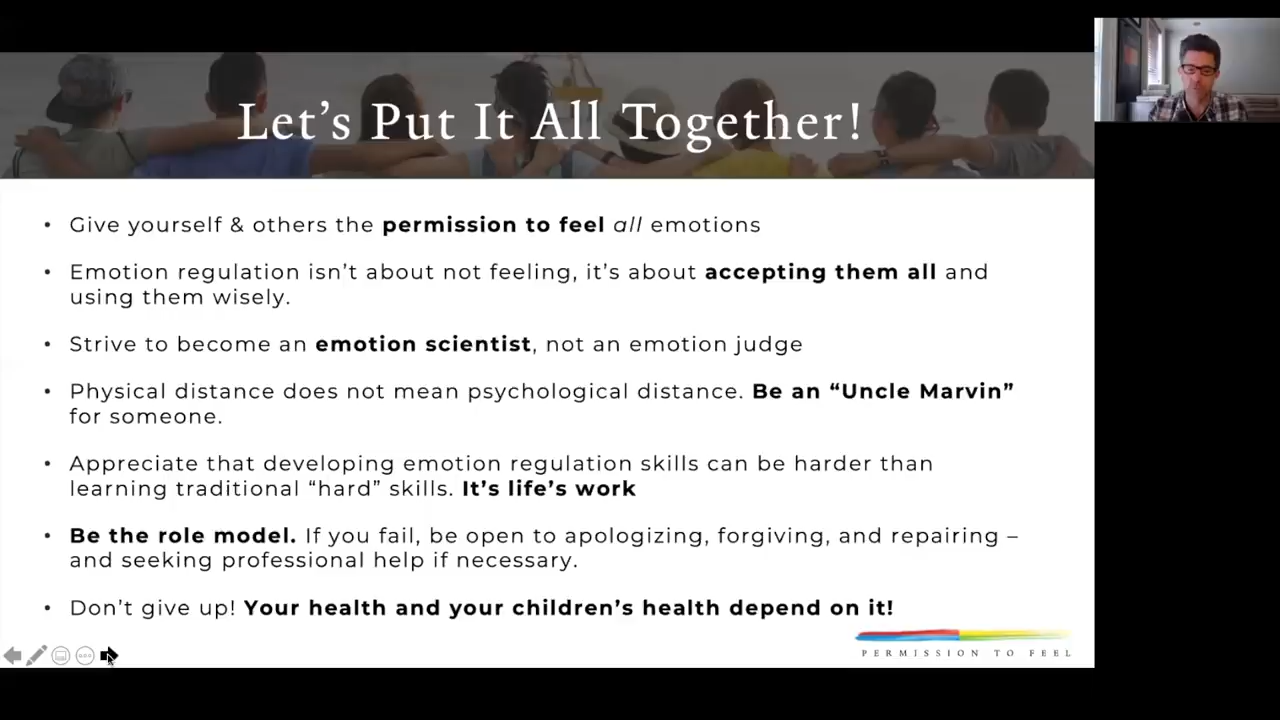 Let's Put It All Together!
• Give yourself & others the permission to feel all emotions
• Emotion regulation isn't about not feeling, it's about accepting them all and
using them wisely.
• Strive to become an emotion scientist, not an emotion judge
• Physical distance does not mean psychological distance. Be an “Uncle Marvin”
for someone.
• Appreciate that developing emotion regulation skills can be harder than
learning traditional “hard” skills. It's life's work
• Be the role model. If you fail, be open to apologizing, forgiving, and repairing –
and seeking professional help if necessary.
• Don't give up! Your health and your children's health depend on it!
PERMISSION TO FEEL